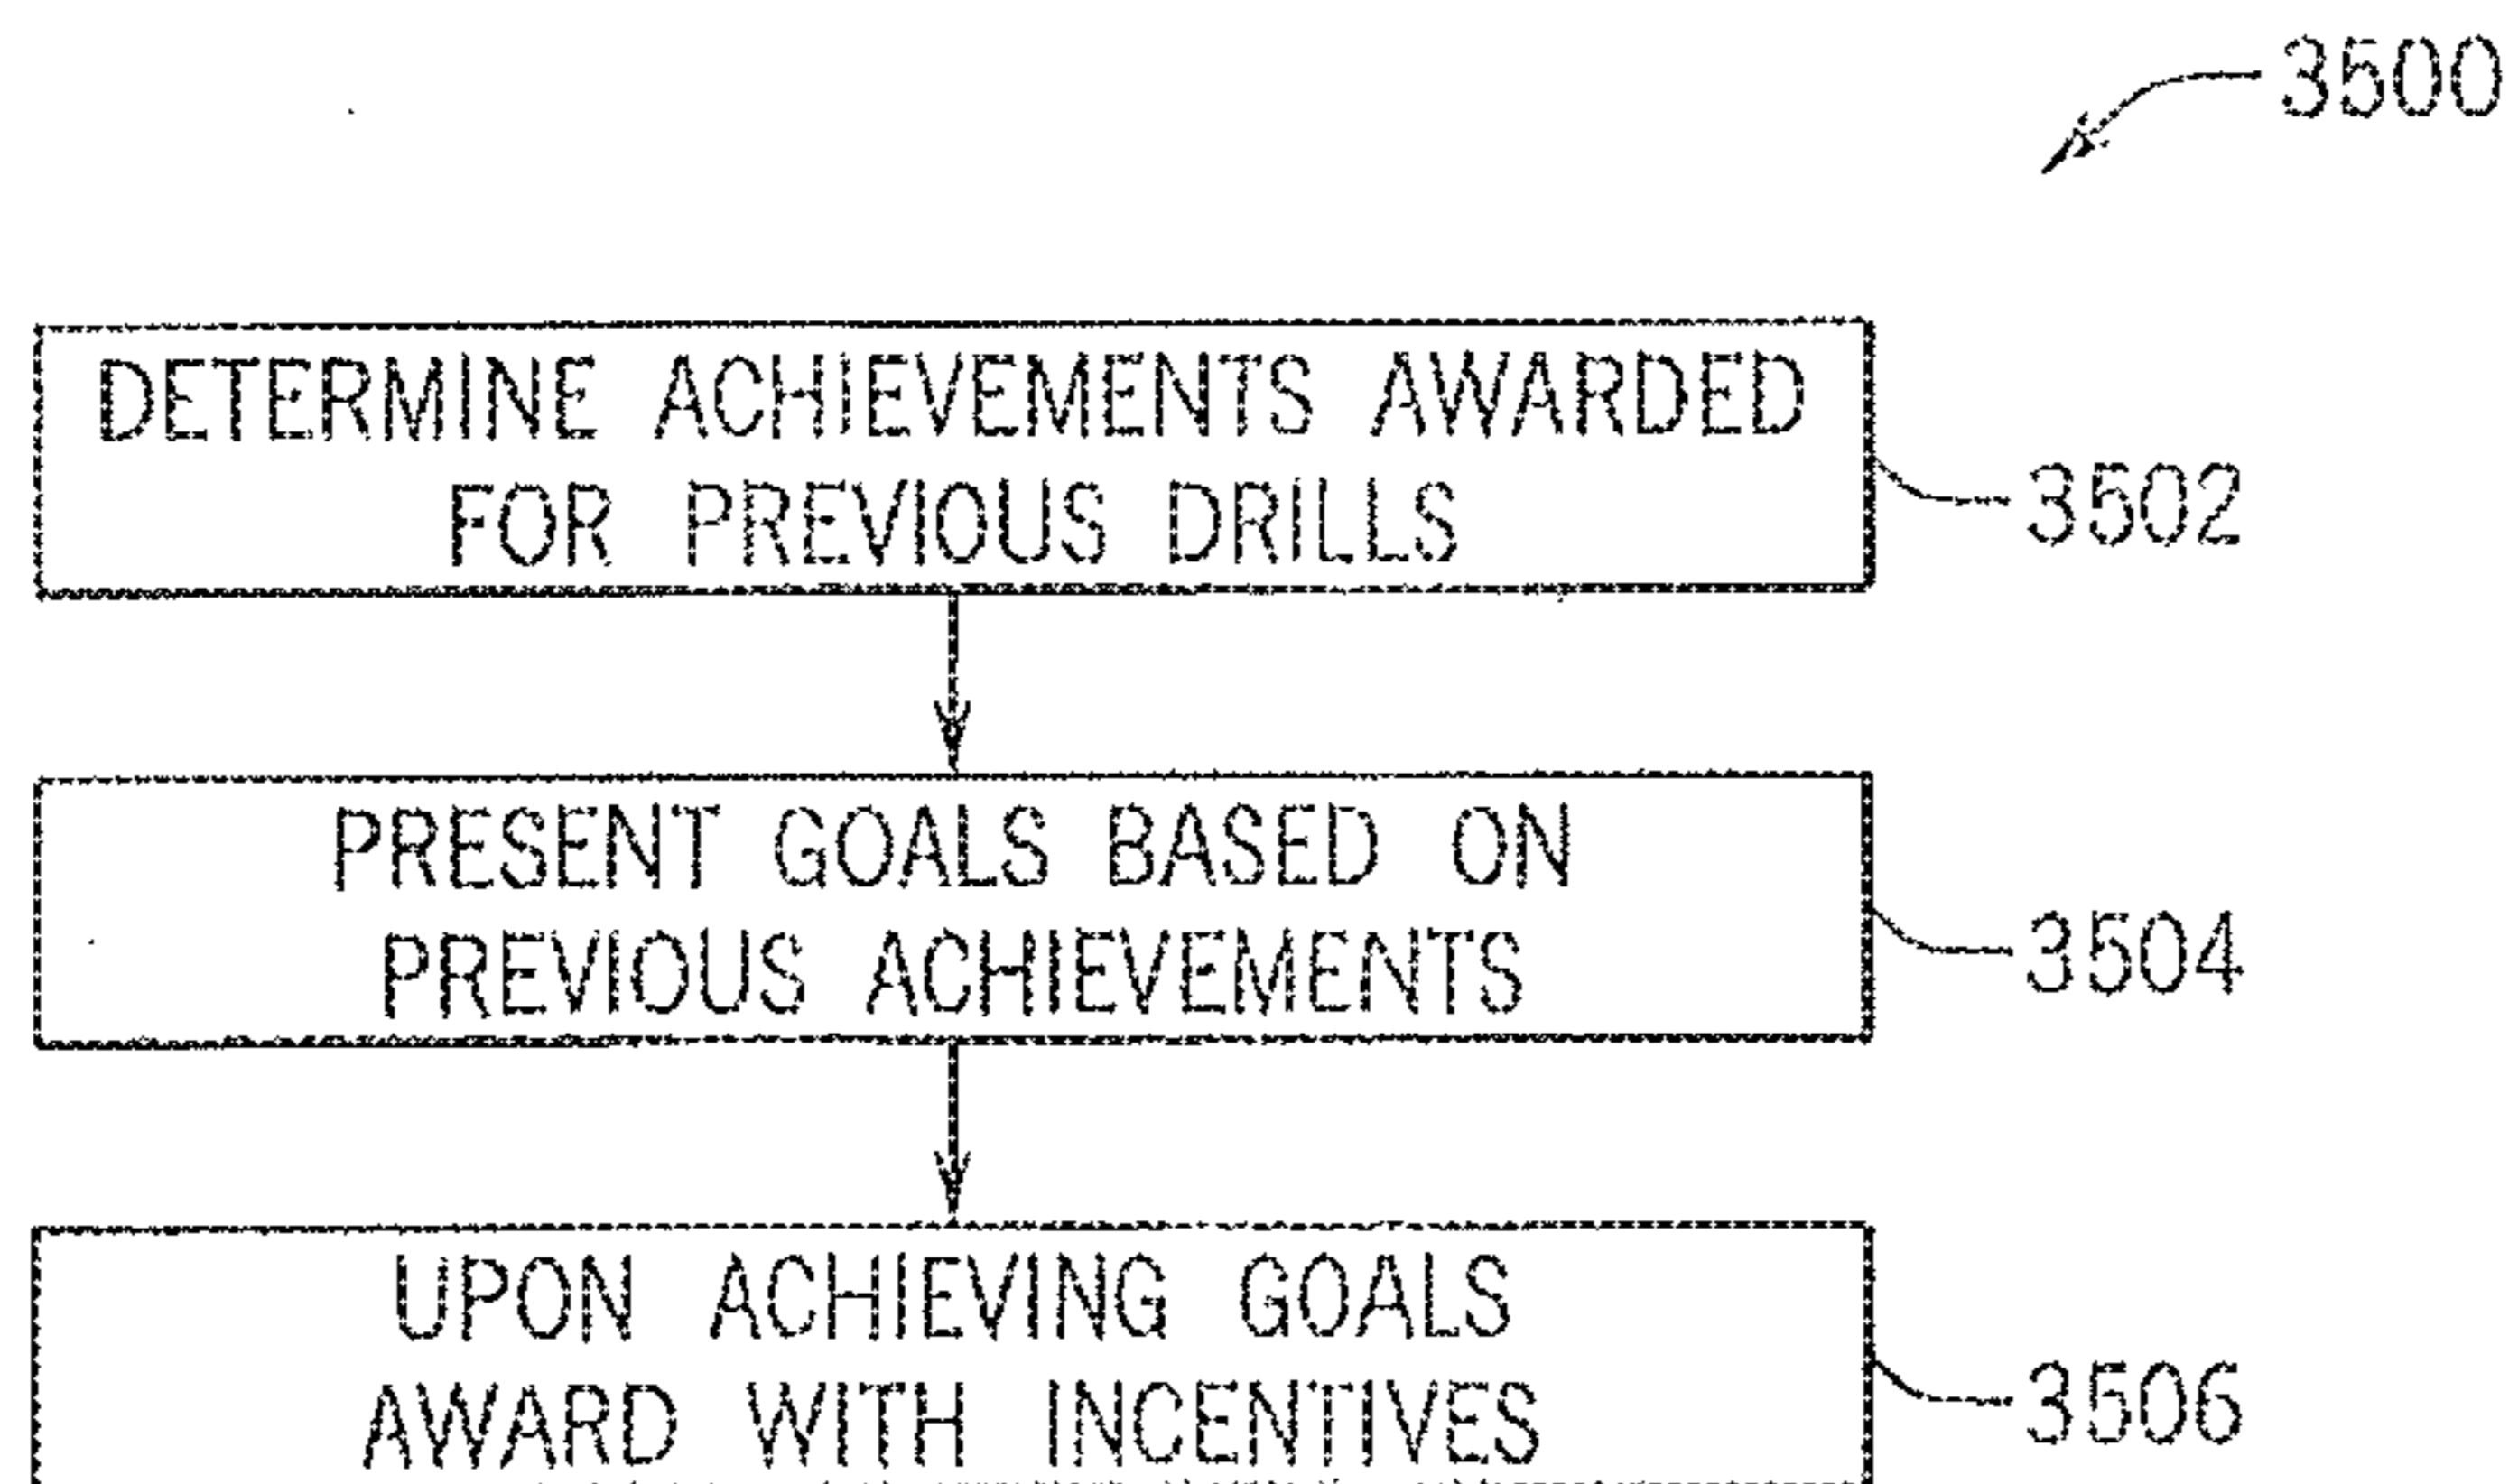 3500
DETERMINE ACHIEVEMENTS AWARDED
FOR PREVIOUS DRILLS
3502
PRESENT GOALS BASED ON
PREVIOUS ACHIEVEMENTS
3504
UPON ACHIEVING GOALS
AWARD WITH INCENTIVES
3506